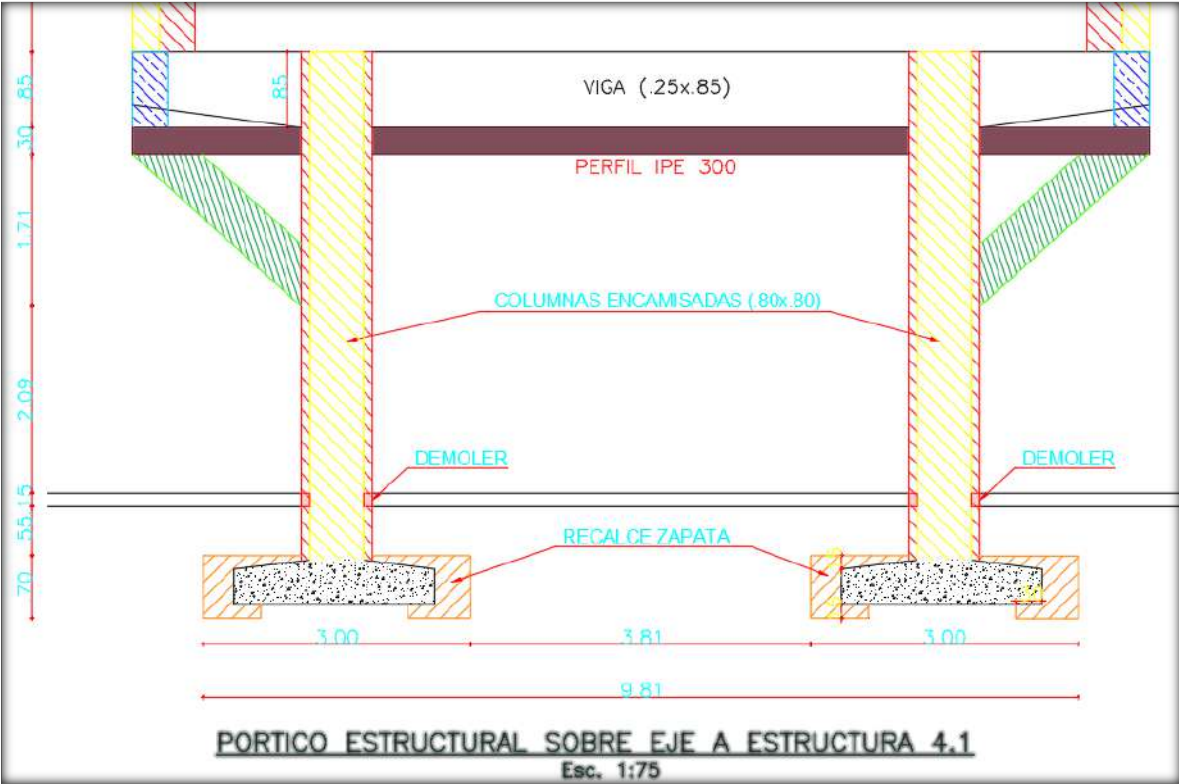 .85
.85
VIGA (.25x.85)
.30
PERFIL IPE 300
1.71
COLUMNAS ENCAMISADAS (.80x.80)
2.09
DEMOLER
DEMOLER
.15
.55
RECALCE ZAPATA
.70
3.00
3.81
3.00
9.81
PORTICO ESTRUCTURAL SOBRE EJE A ESTRUCTURA 4.1
Esc. 1:75